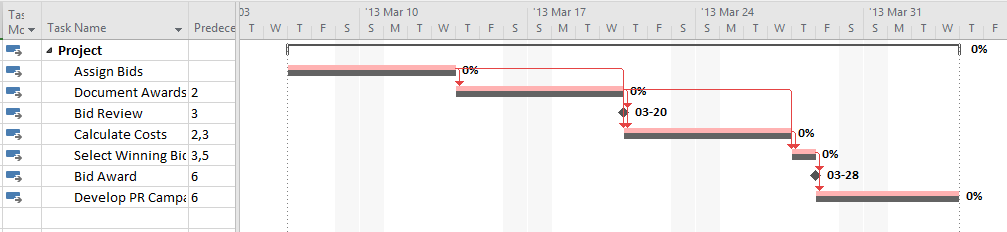 Tas Mo Task Name Predece 03 '13 Mar 10 '13 Mar 17 '13 Mar 24 '13 Mar 31
T W T F S S M T W T F S S M T W T F S S M T W T F S S M T W T F
Project 0%
Assign Bids 0%
Document Awards 2 0%
Bid Review 3 03-20
Calculate Costs 2,3 0%
Select Winning Bid 3,5 0%
Bid Award 6 03-28
Develop PR Campa 6 0%